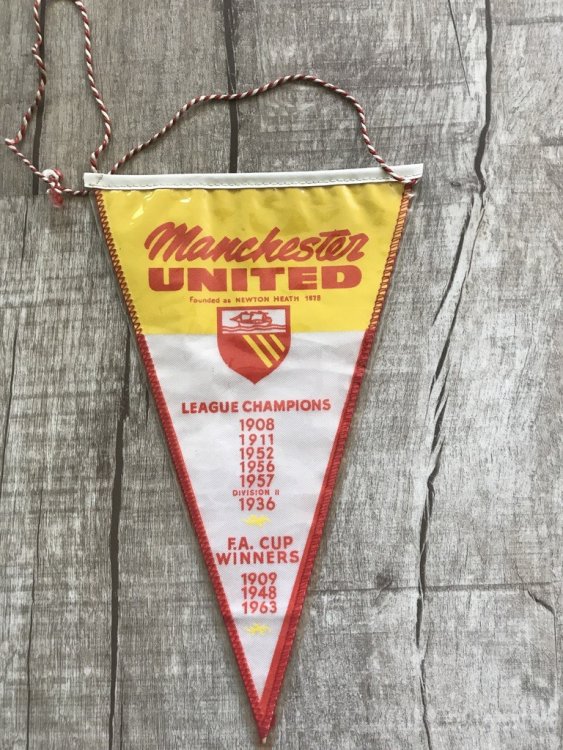 Manchester
UNITED
Founded as NEWTON HEATH 1878
LEAGUE CHAMPIONS
1908
1911
1952
1956
1957
DIVISION II
1936
F.A. CUP
WINNERS
1909
1948
1963